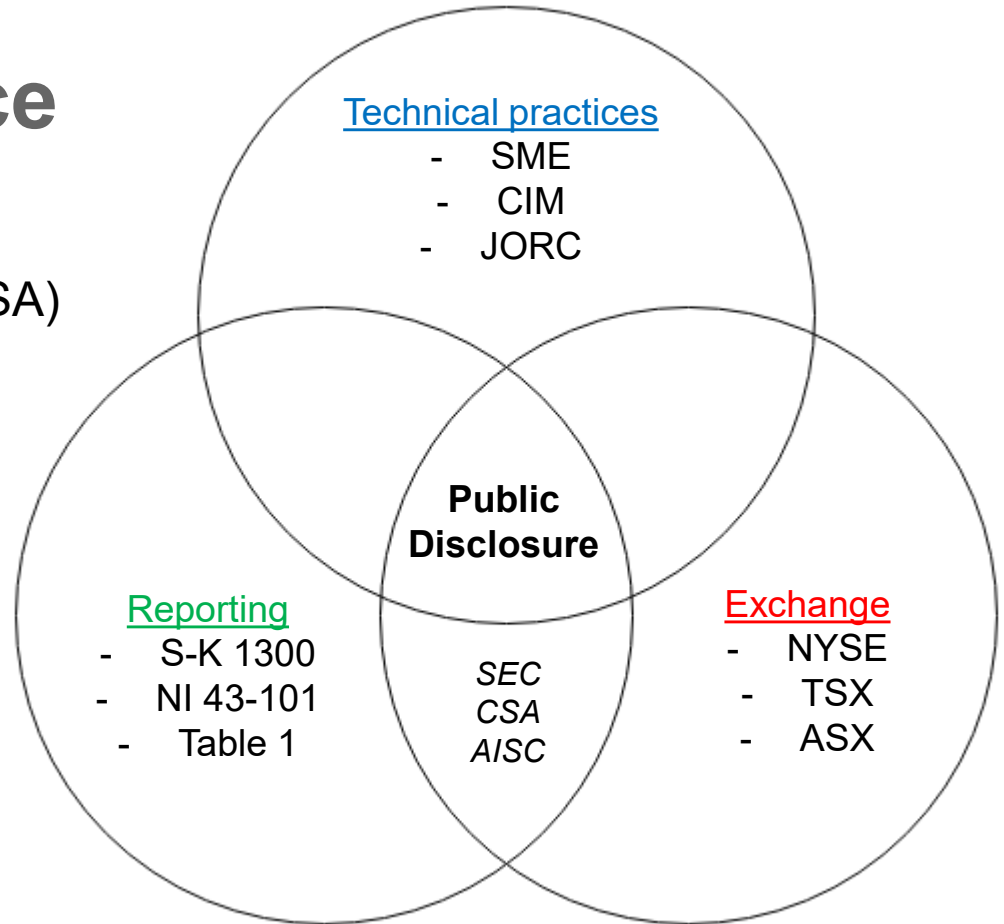 ce
SA)
Technical practices
- SME
- CIM
- JORC
Public
Disclosure
Reporting
- S-K 1300
- NI 43-101
- Table 1
SEC
CSA
AISC
Exchange
- NYSE
- TSX
- ASX